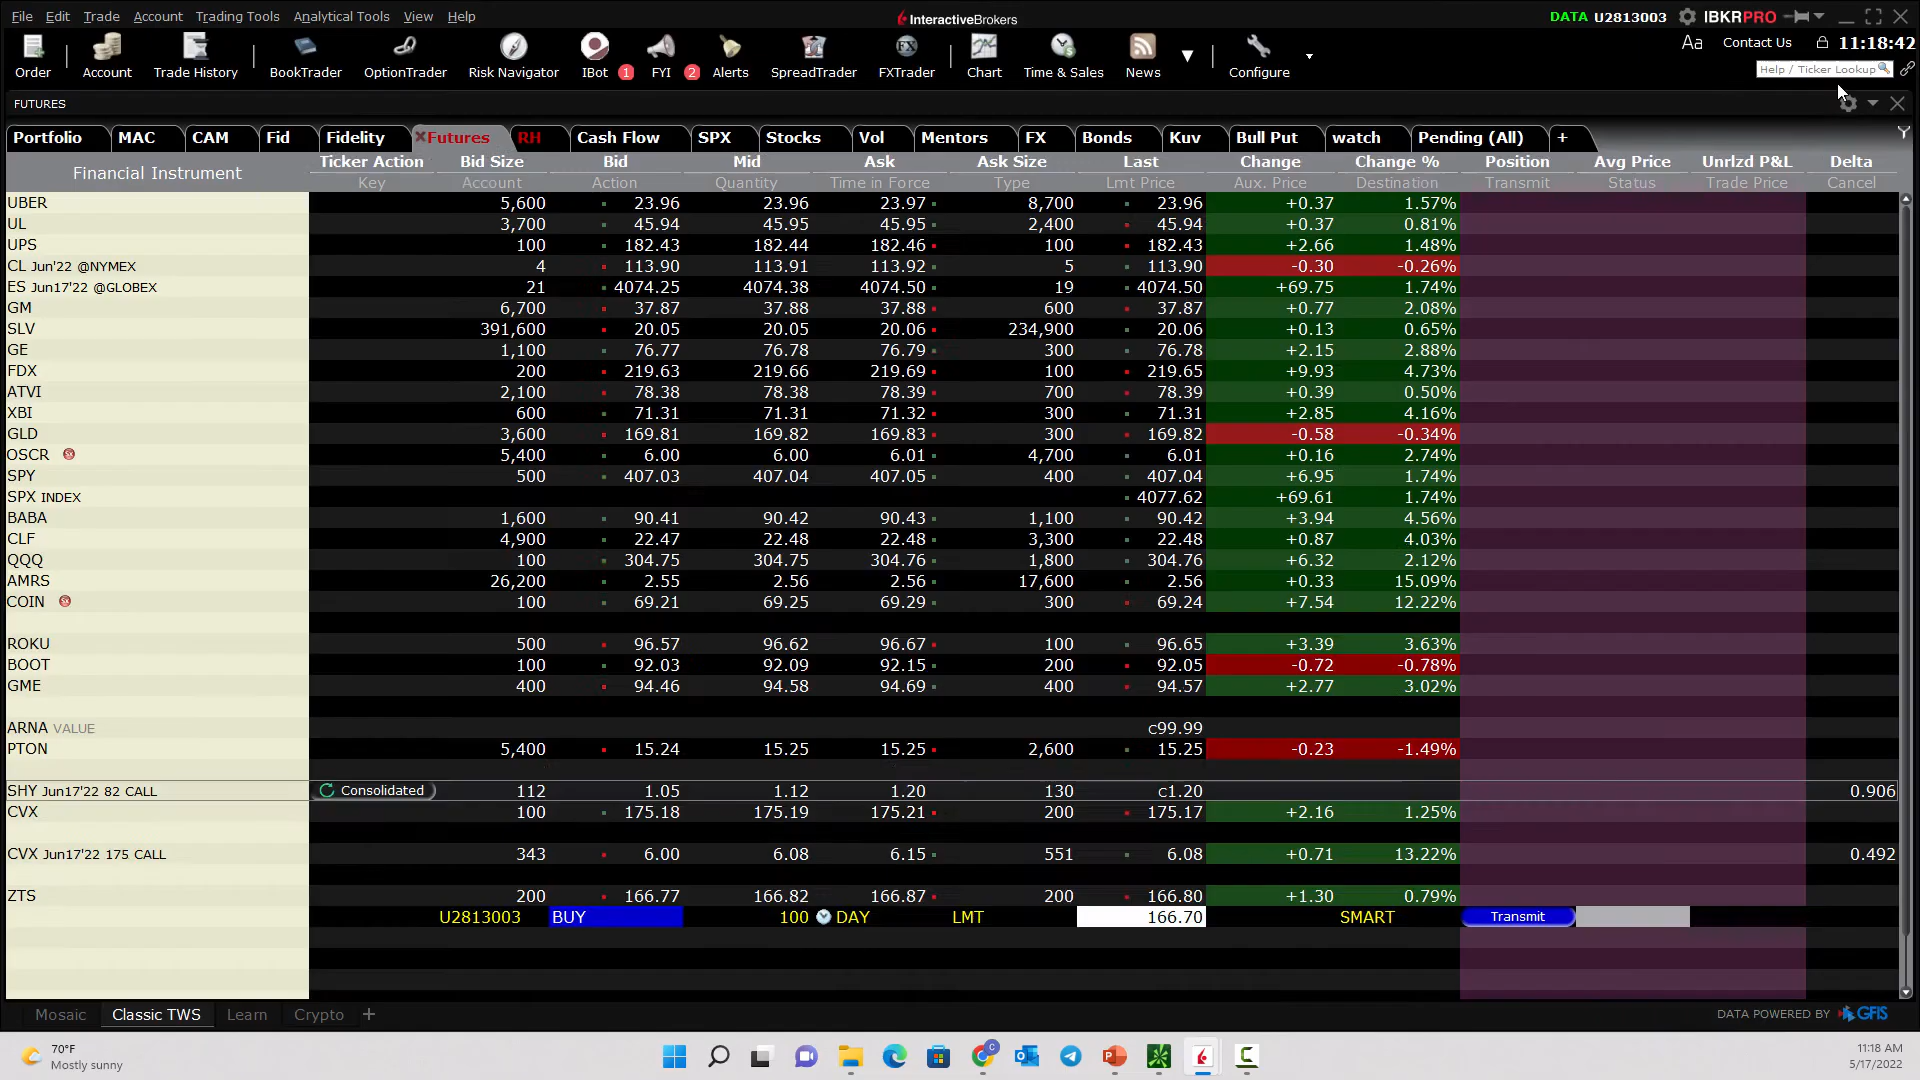 File Edit Trade Account Trading Tools Analytical Tools View Help
InteractiveBrokers
DATA U2813003 IBKRPRO
Aa Contact Us 11:18:42
Order Account Trade History BookTrader OptionTrader Risk Navigator IBot 1 FYI 2 Alerts SpreadTrader FXTrader Chart Time & Sales News Configure
Help / Ticker Lookup
FUTURES
Portfolio MAC CAM Fid Fidelity Futures RH Cash Flow SPX Stocks Vol Mentors FX Bonds Kuv Bull Put watch Pending (All) +
Financial Instrument Ticker Action Bid Size Bid Mid Ask Ask Size Last Change Change % Position Avg Price Unrlzd P&L Delta
Key Account Action Quantity Time in Force Type Lmt Price Aux. Price Destination Transmit Status Trade Price Cancel
UBER 5,600 23.96 23.96 23.97 8,700 23.96 +0.37 1.57%
UL 3,700 45.94 45.95 45.95 2,400 45.94 +0.37 0.81%
UPS 100 182.43 182.44 182.46 100 182.43 +2.66 1.48%
CL Jun'22 @NYMEX 4 113.90 113.91 113.92 5 113.90 -0.30 -0.26%
ES Jun17'22 @GLOBEX 21 4074.25 4074.38 4074.50 19 4074.50 +69.75 1.74%
GM 6,700 37.87 37.88 37.88 600 37.87 +0.77 2.08%
SLV 391,600 20.05 20.05 20.06 234,900 20.06 +0.13 0.65%
GE 1,100 76.77 76.78 76.79 300 76.78 +2.15 2.88%
FDX 200 219.63 219.66 219.69 100 219.65 +9.93 4.73%
ATVI 2,100 78.38 78.38 78.39 700 78.39 +0.39 0.50%
XBI 600 71.31 71.31 71.32 300 71.31 +2.85 4.16%
GLD 3,600 169.81 169.82 169.83 300 169.82 -0.58 -0.34%
OSCR 5,400 6.00 6.00 6.01 4,700 6.01 +0.16 2.74%
SPY 500 407.03 407.04 407.05 400 407.04 +6.95 1.74%
SPX INDEX 4077.62 +69.61 1.74%
BABA 1,600 90.41 90.42 90.43 1,100 90.42 +3.94 4.56%
CLF 4,900 22.47 22.48 22.48 3,300 22.48 +0.87 4.03%
QQQ 100 304.75 304.75 304.76 1,800 304.76 +6.32 2.12%
AMRS 26,200 2.55 2.56 2.56 17,600 2.56 +0.33 15.09%
COIN 100 69.21 69.25 69.29 300 69.24 +7.54 12.22%
ROKU 500 96.57 96.62 96.67 100 96.65 +3.39 3.63%
BOOT 100 92.03 92.09 92.15 200 92.05 -0.72 -0.78%
GME 400 94.46 94.58 94.69 400 94.57 +2.77 3.02%
ARNA VALUE c99.99
PTON 5,400 15.24 15.25 15.25 2,600 15.25 -0.23 -1.49%
SHY Jun17'22 82 CALL Consolidated 112 1.05 1.12 1.20 130 c1.20 0.906
CVX 100 175.18 175.19 175.21 200 175.17 +2.16 1.25%
CVX Jun17'22 175 CALL 343 6.00 6.08 6.15 551 6.08 +0.71 13.22% 0.492
ZTS 200 166.77 166.82 166.87 200 166.80 +1.30 0.79%
U2813003 BUY 100 DAY LMT 166.70 SMART Transmit
Mosaic Classic TWS Learn Crypto + DATA POWERED BY GFIS
70°F
Mostly sunny
11:18 AM
5/17/2022